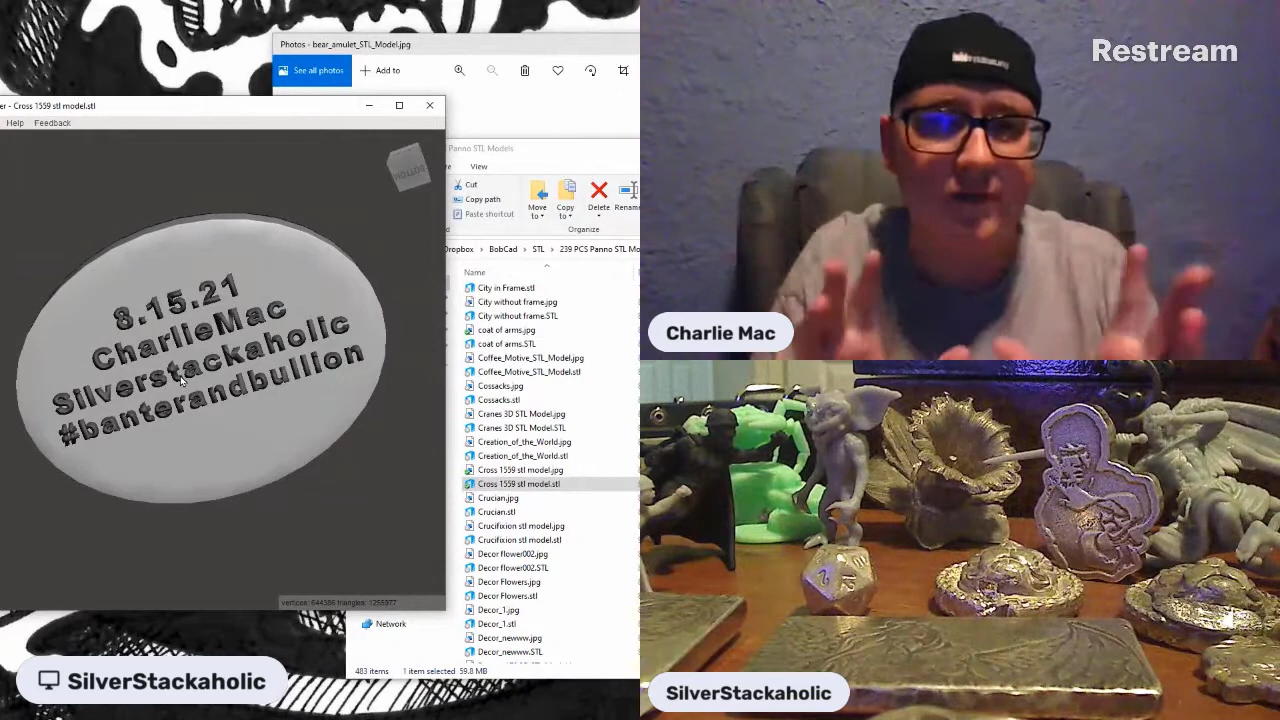 Photos - bear_amulet_STL_Model.jpg
See all photos
Add to
er - Cross 1559 stl model.stl
Help Feedback
BOTTOM
8.15.21
CharlieMac
Silverstackaholic
#banterandbullion
vertices: 644386 triangles: 1255977
Panno STL Models
View
Cut
Copy path
Paste shortcut
Move to
Copy to
Delete
Rename
Organize
Dropbox > BobCad > STL > 239 PCS Panno STL Mo
Name
City in Frame.stl
City without frame.jpg
City without frame.STL
coat of arms.jpg
coat of arms.STL
Coffee_Motive_STL_Model.jpg
Coffee_Motive_STL_Model.stl
Cossacks.jpg
Cossacks.stl
Cranes 3D STL Model.jpg
Cranes 3D STL Model.STL
Creation_of_the_World.jpg
Creation_of_the_World.stl
Cross 1559 stl model.jpg
Cross 1559 stl model.stl
Crucian.jpg
Crucian.stl
Crucifixion stl model.jpg
Crucifixion stl model.stl
Decor flower002.jpg
Decor flower002.STL
Decor Flowers.jpg
Decor Flowers.stl
Decor_1.jpg
Decor_1.stl
Decor_newww.jpg
Decor_newww.STL
Network
483 items 1 item selected 59.8 MB
SilverStackaholic
Restream
Charlie Mac
SilverStackaholic